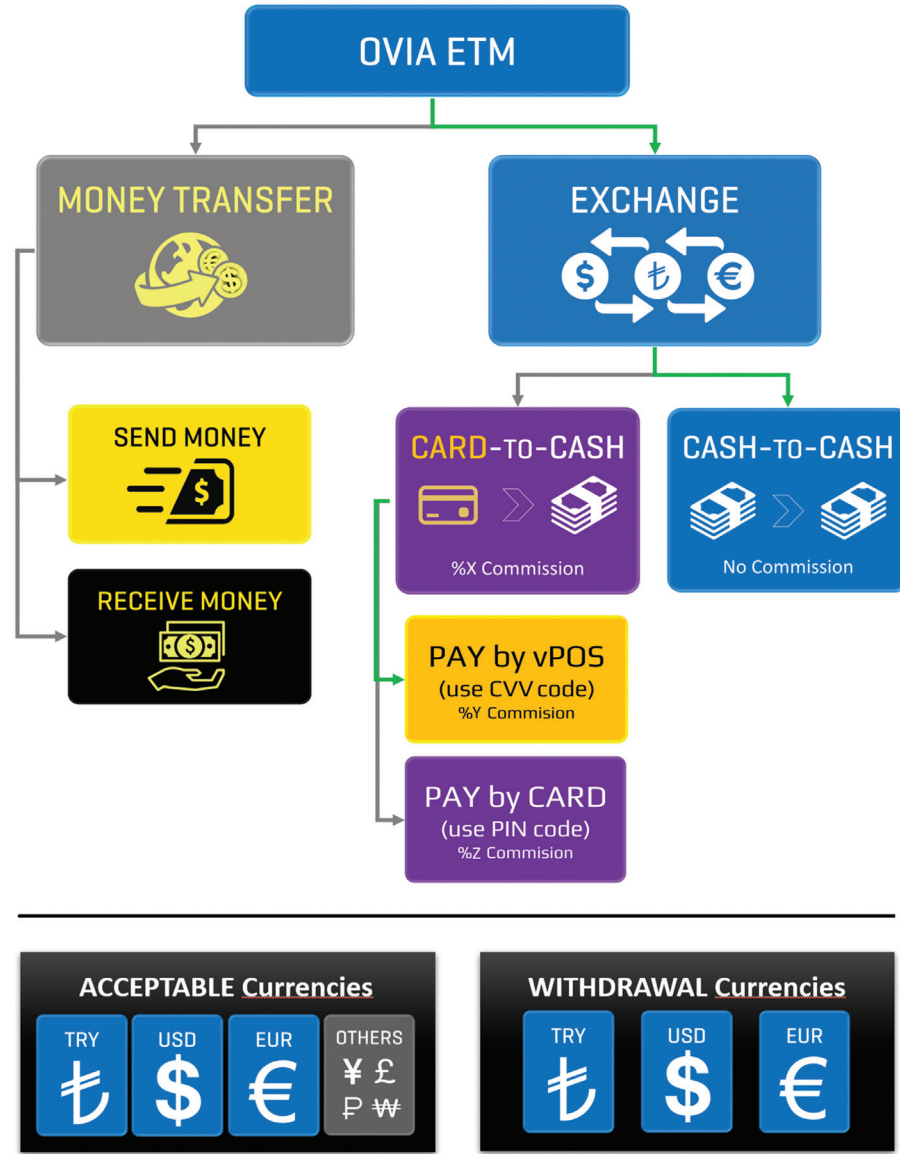 OVIA ETM
MONEY TRANSFER
€
$
EXCHANGE
$ ₺ €
SEND MONEY
$
RECEIVE MONEY
$
CARD-TO-CASH
%X Commission
CASH-TO-CASH
No Commission
PAY by vPOS
(use CVV code)
%Y Commision
PAY by CARD
(use PIN code)
%Z Commision
ACCEPTABLE Currencies
TRY USD EUR OTHERS
₺ $ € ¥ £
₽ ₩
WITHDRAWAL Currencies
TRY USD EUR
₺ $ €